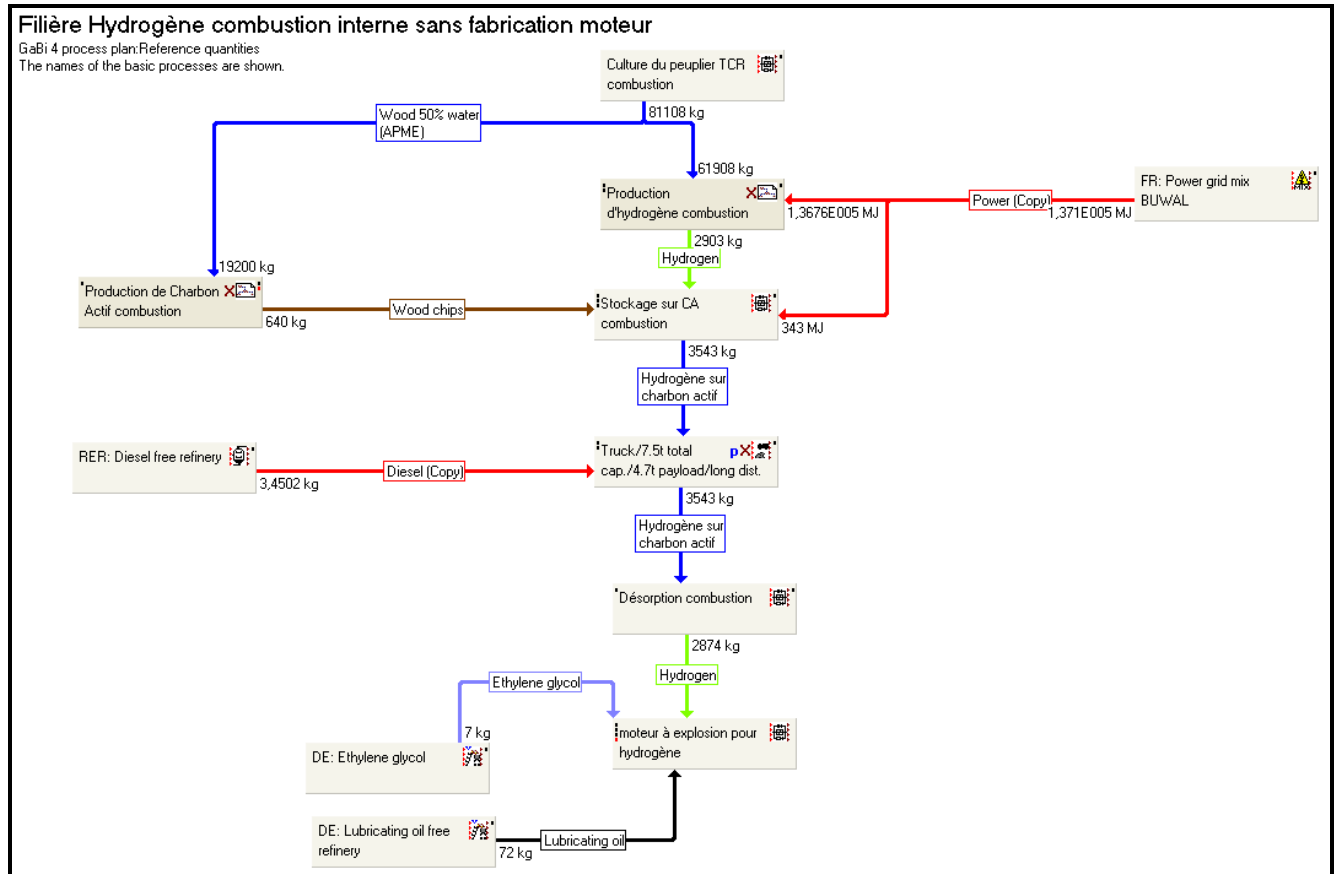 Filière Hydrogène combustion interne sans fabrication moteur
GaBi 4 process plan:Reference quantities
The names of the basic processes are shown.
Culture du peuplier TCR
combustion
81108 kg
Wood 50% water
(APME)
61908 kg
Production
d'hydrogène combustion
1,3676E005 MJ
Power (Copy)
1,371E005 MJ
FR: Power grid mix
BUWAL
2903 kg
Hydrogen
19200 kg
Production de Charbon
Actif combustion
640 kg
Wood chips
Stockage sur CA
combustion
343 MJ
3543 kg
Hydrogène sur
charbon actif
RER: Diesel free refinery
3,4502 kg
Diesel (Copy)
Truck/7.5t total
cap./4.7t payload/long dist.
p
3543 kg
Hydrogène sur
charbon actif
Désorption combustion
2874 kg
Hydrogen
Ethylene glycol
7 kg
DE: Ethylene glycol
moteur à explosion pour
hydrogène
DE: Lubricating oil free
refinery
72 kg
Lubricating oil